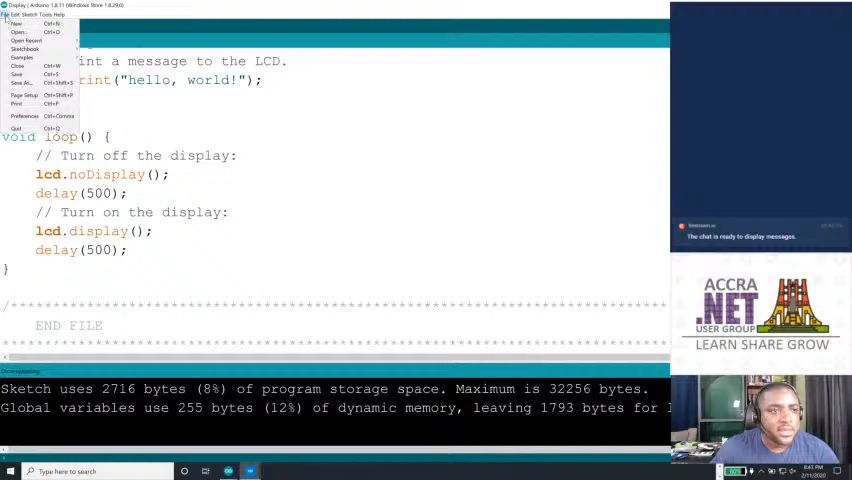 Display | Arduino 1.8.11 (Windows Store 1.8.29.0)
File Edit Sketch Tools Help
New Ctrl+N
Open... Ctrl+O
Open Recent
Sketchbook
Examples
Close Ctrl+W
Save Ctrl+S
Save As... Ctrl+Shift+S
Page Setup Ctrl+Shift+P
Print Ctrl+P
Preferences Ctrl+Comma
Quit Ctrl+Q
int a message to the LCD.
rint("hello, world!");
void loop() {
// Turn off the display:
lcd.noDisplay();
delay(500);
// Turn on the display:
lcd.display();
delay(500);
}
/*********************************************************
END FILE
*********************************************************
Done uploading.
Sketch uses 2716 bytes (8%) of program storage space. Maximum is 32256 bytes.
Global variables use 255 bytes (12%) of dynamic memory, leaving 1793 bytes for l
The chat is ready to display messages.
ACCRA
.NET
USER GROUP
LEARN SHARE GROW
Type here to search
8:43 PM
2/11/2020